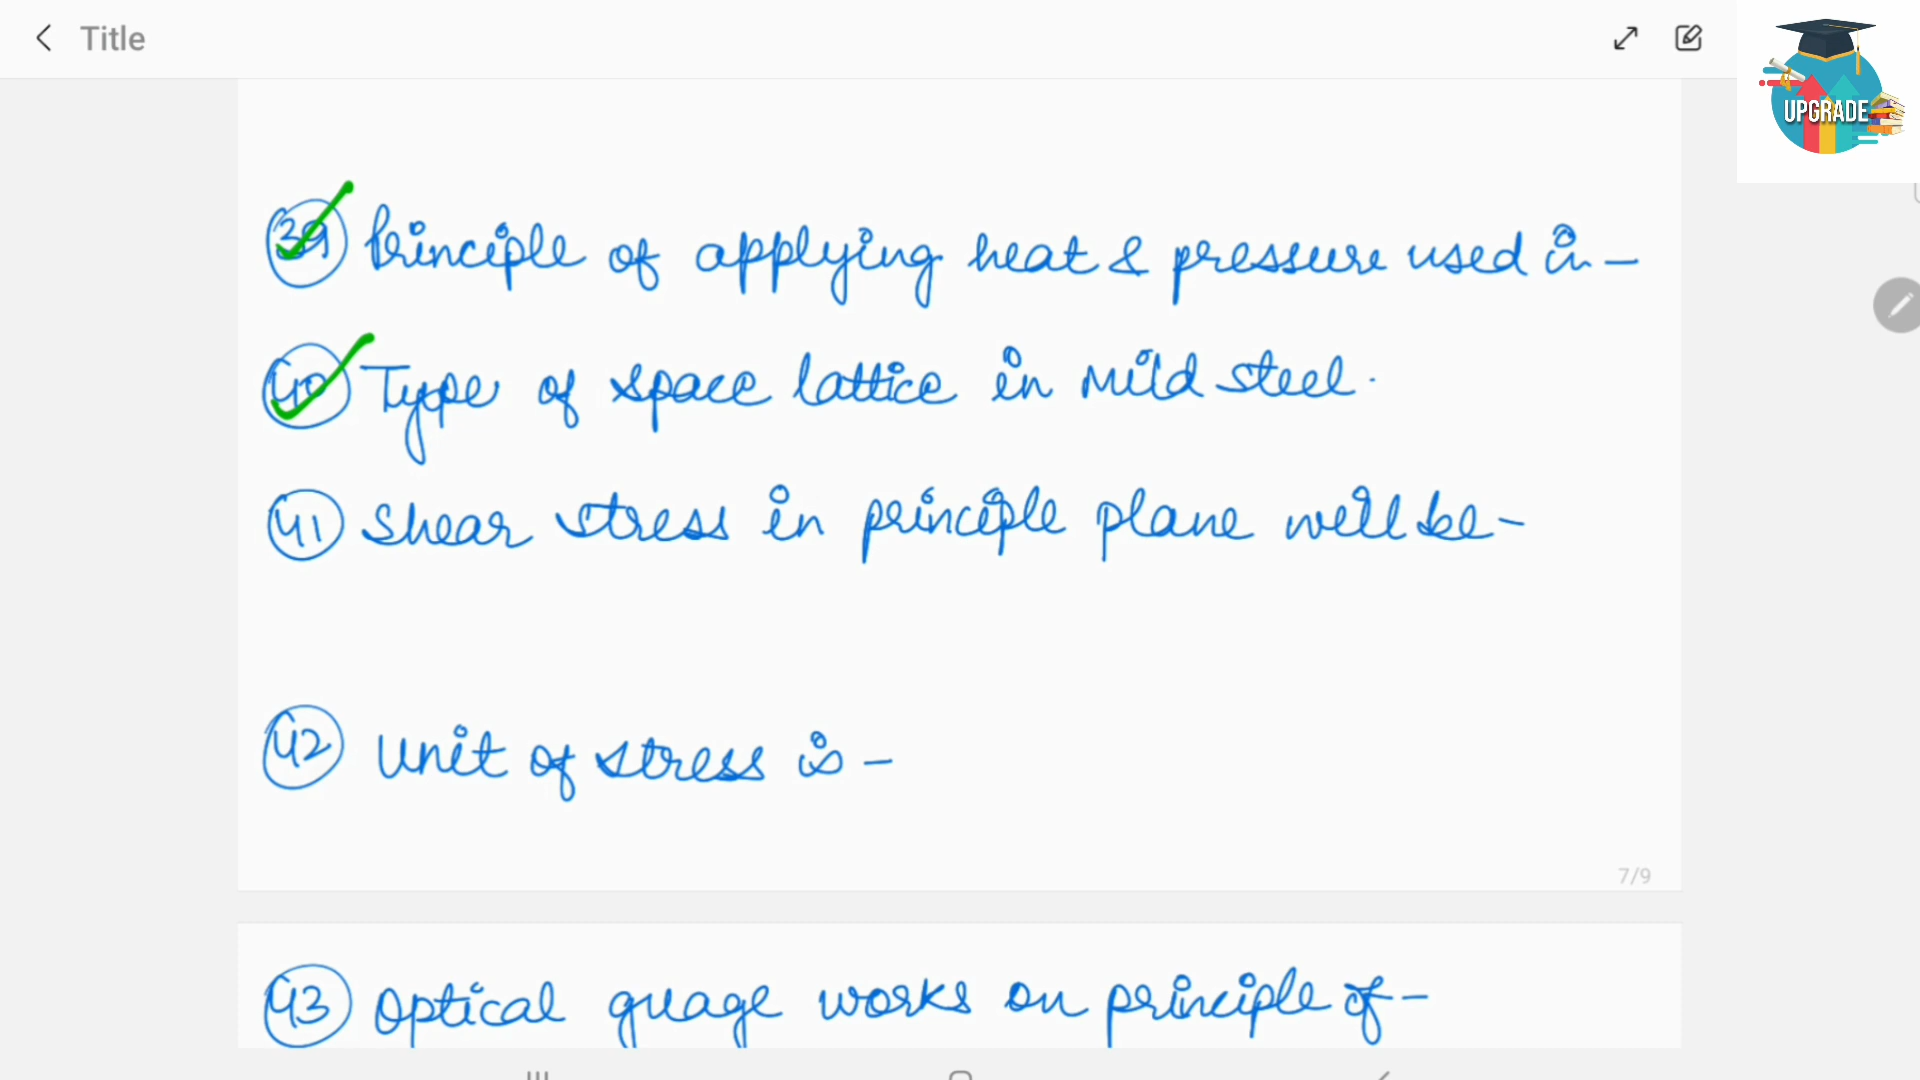 Title
UPGRADE
39 Principle of applying heat & pressure used in -
40 Type of space lattice in Mild steel.
41 Shear stress in principle plane will be -
42 Unit of stress is -
7/9
43 Optical guage works on principle of -